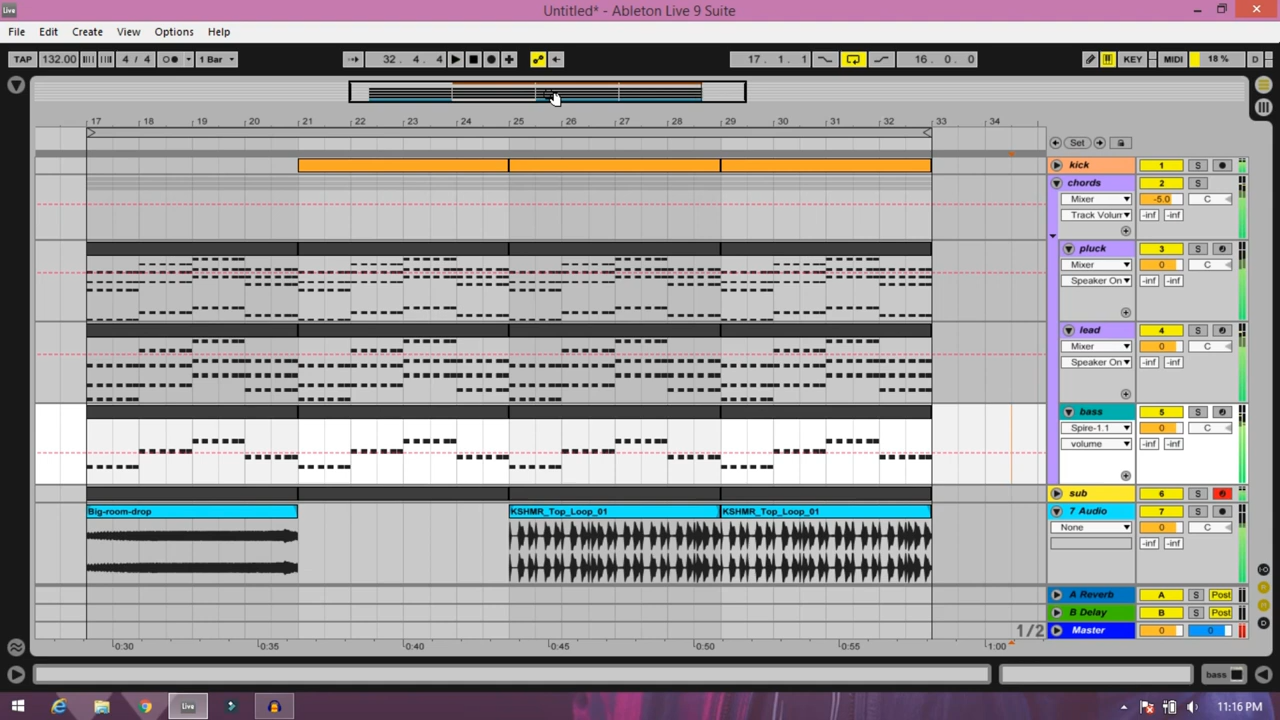 Live
Untitled* - Ableton Live 9 Suite
File Edit Create View Options Help
TAP 132.00 4 / 4 1 Bar 32. 4. 4 17. 1. 1 16. 0. 0 KEY MIDI 18 % D
17 18 19 20 21 22 23 24 25 26 27 28 29 30 31 32 33 34
Set
kick 1 S
chords 2 S
Mixer -5.0 C
Track Volum -inf -inf
pluck 3 S
Mixer 0 C
Speaker On -inf -inf
lead 4 S
Mixer 0 C
Speaker On -inf -inf
bass 5 S
Spire-1.1 0 C
volume -inf -inf
sub 6 S
Big-room-drop KSHMR_Top_Loop_01 KSHMR_Top_Loop_01 7 Audio 7 S
None 0 C
-inf -inf
A Reverb A S Post
B Delay B S Post
1/2 Master 0 0
0:30 0:35 0:40 0:45 0:50 0:55 1:00
bass
Live 11:16 PM